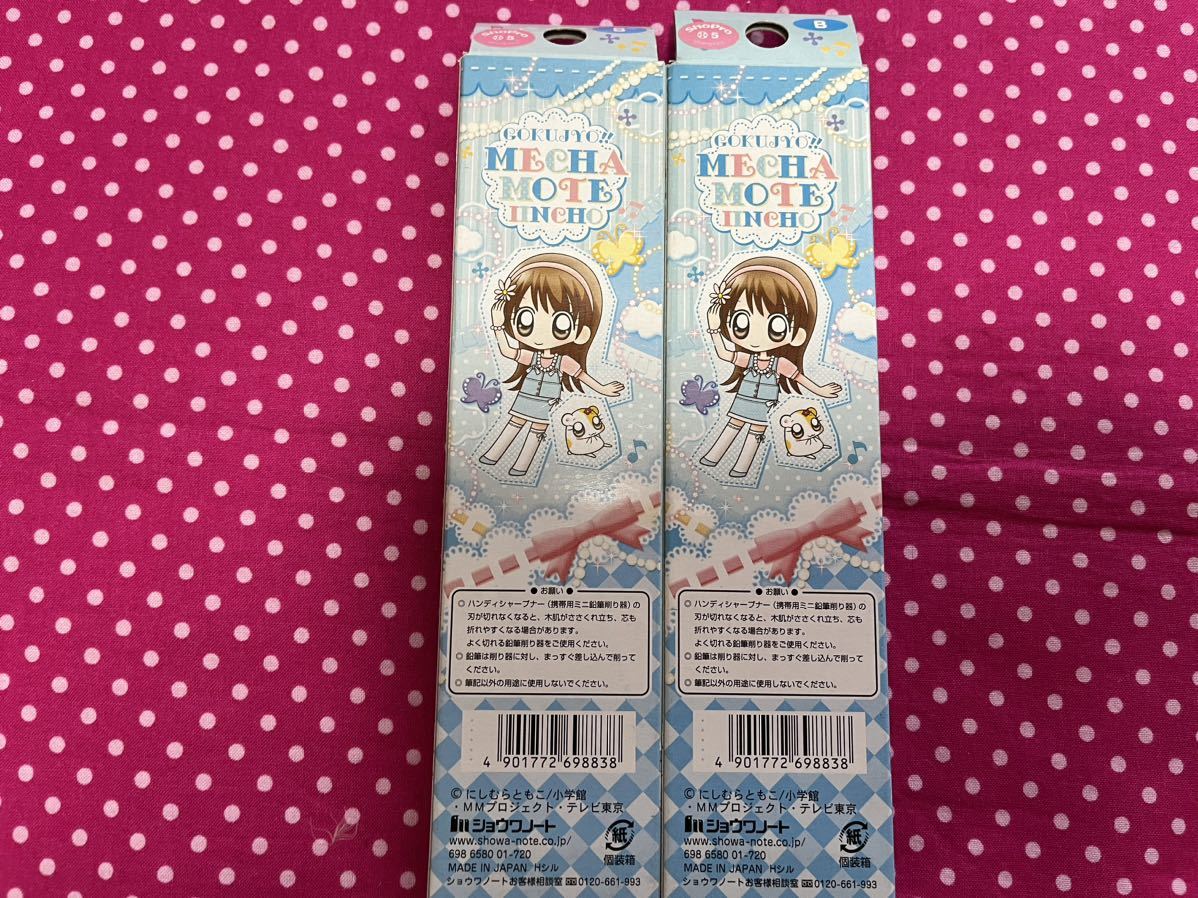 ShoPro
小5
B
GOKUJYO!!
MECHA
MOTE
IINCHO
● お願い ●
◎ ハンディシャープナー(携帯用ミニ鉛筆削り器)の
刃が切れなくなると、木肌がささくれ立ち、芯も
折れやすくなる場合があります。
よく切れる鉛筆削り器をご使用ください。
◎ 鉛筆は削り器に対し、まっすぐ差し込んで削って
ください。
◎ 筆記以外の用途に使用しないでください。
4 901772 698838
© にしむらともこ/小学館
・MMプロジェクト・テレビ東京
ショウワノート
www.showa-note.co.jp/
698 6580 01-720
MADE IN JAPAN Hシル
ショウワノートお客様相談室 0120-661-993
紙
個装箱
ShoPro
小5
B
GOKUJYO!!
MECHA
MOTE
IINCHO
● お願い ●
◎ ハンディシャープナー(携帯用ミニ鉛筆削り器)の
刃が切れなくなると、木肌がささくれ立ち、芯も
折れやすくなる場合があります。
よく切れる鉛筆削り器をご使用ください。
◎ 鉛筆は削り器に対し、まっすぐ差し込んで削って
ください。
◎ 筆記以外の用途に使用しないでください。
4 901772 698838
© にしむらともこ/小学館
・MMプロジェクト・テレビ東京
ショウワノート
www.showa-note.co.jp/
698 6580 01-720
MADE IN JAPAN Hシル
ショウワノートお客様相談室 0120-661-993
紙
個装箱